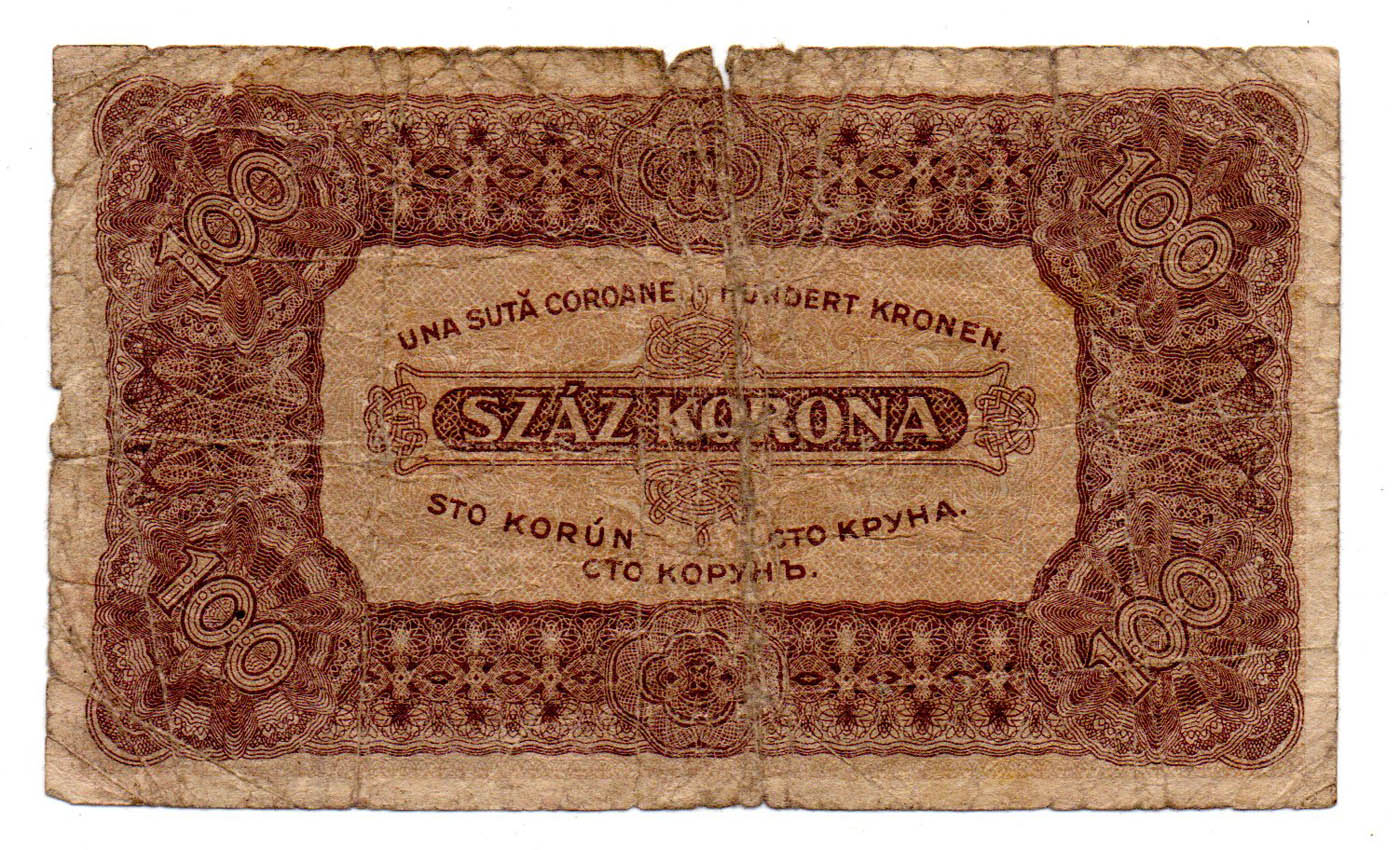 100
100
UNA SUTĂ COROANE
HUNDERT KRONEN.
SZÁZ KORONA
STO KORÚN
СТО КРУНА.
СТО КОРУНЪ.
100
100